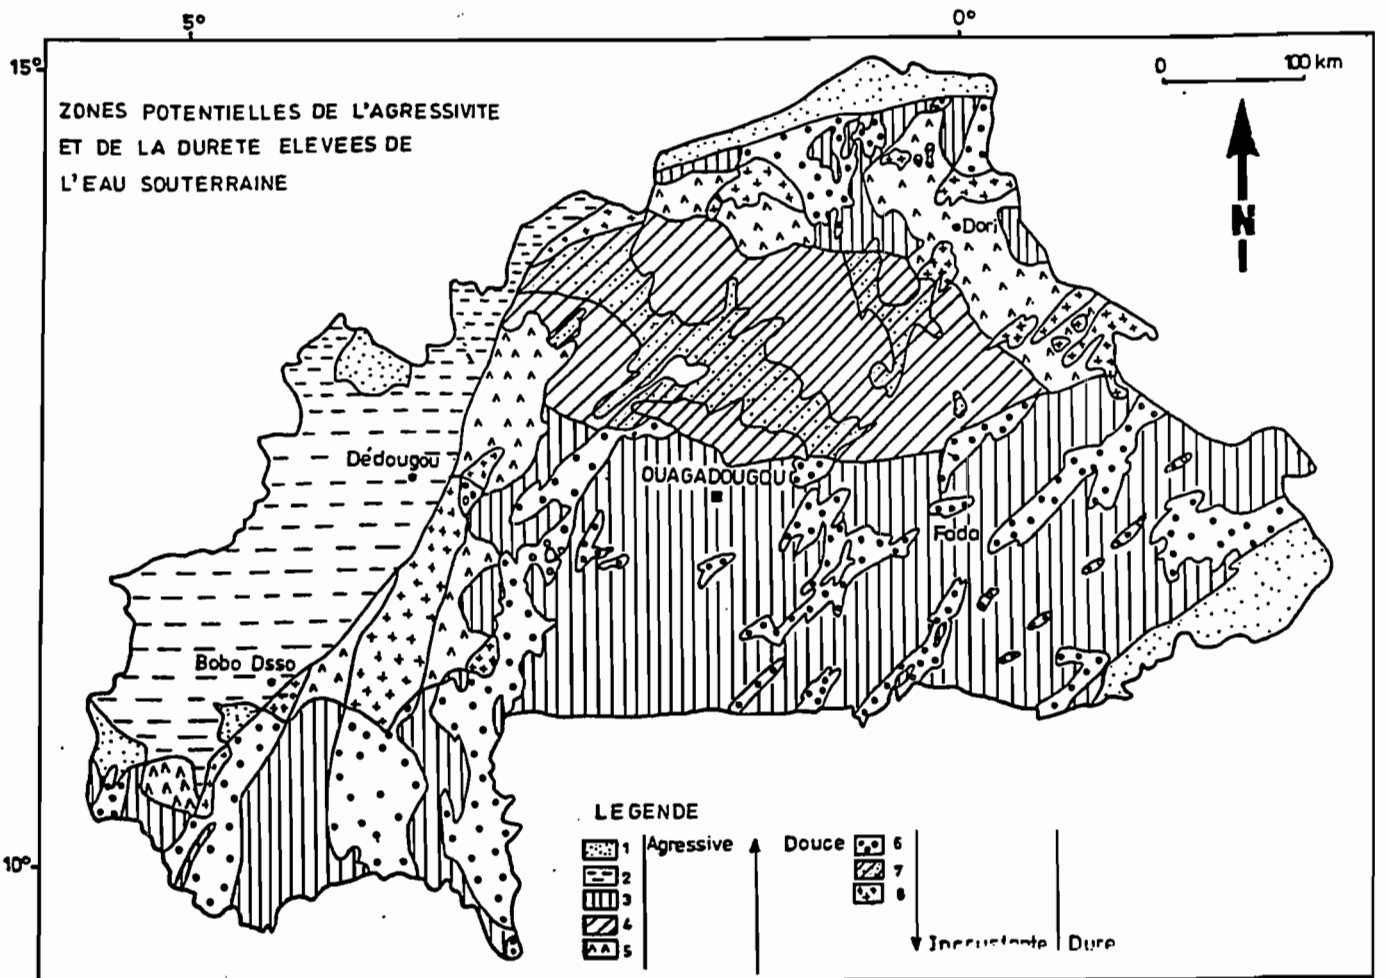 5°
0°
15°
0
100 km
ZONES POTENTIELLES DE L'AGRESSIVITE
ET DE LA DURETE ELEVEES DE
L'EAU SOUTERRAINE
N
Dori
Dédougou
OUAGADOUGOU
Fada
Bobo Dsso
10°
LEGENDE
1
Agressive
2
3
4
5
Douce
6
7
8
Incrustante
Dure